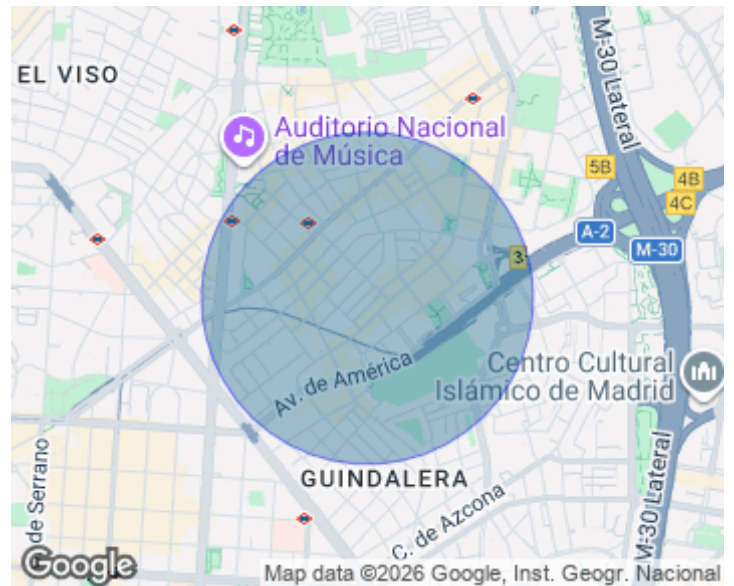 EL VISO
Auditorio Nacional
de Música
M-30 Lateral
5B
4B
4C
A-2
M-30
3
Av. de América
Centro Cultural
Islámico de Madrid
GUINDALERA
de Serrano
C. de Azcona
M-30 Lateral
Google
Map data ©2026 Google, Inst. Geogr. Nacional